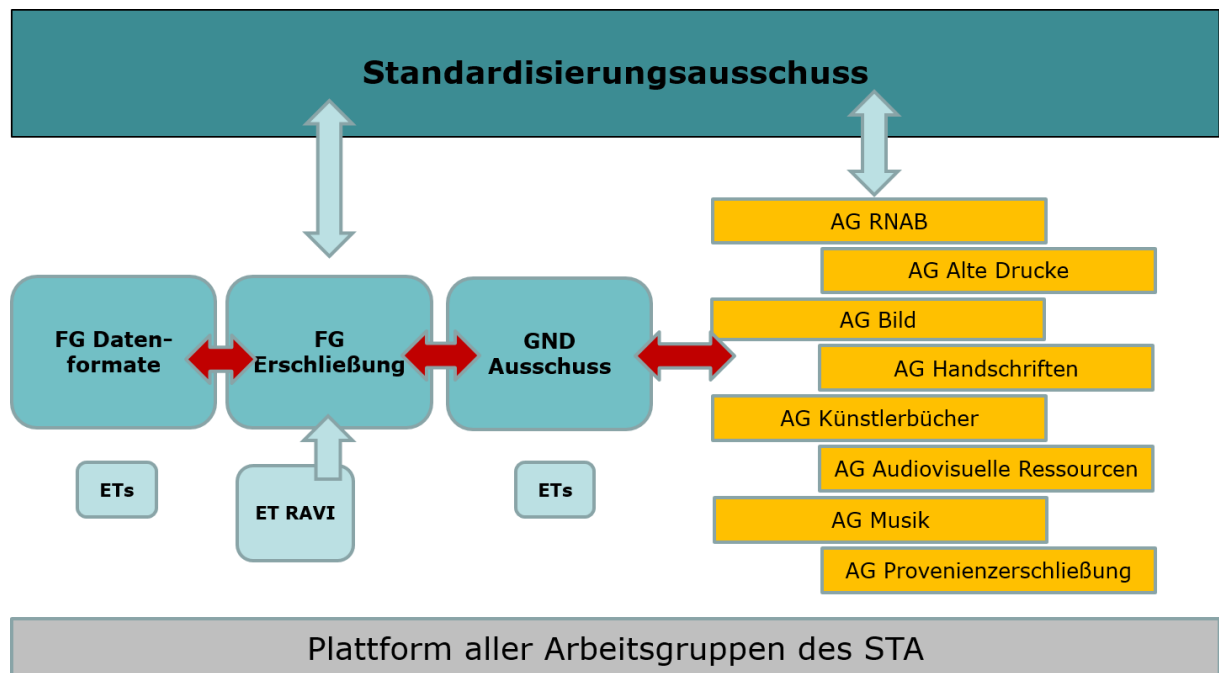 Standardisierungsausschuss
FG Daten-
formate
FG
Erschließung
GND
Ausschuss
ETs
ET RAVI
ETs
AG RNAB
AG Alte Drucke
AG Bild
AG Handschriften
AG Künstlerbücher
AG Audiovisuelle Ressourcen
AG Musik
AG Provenienzerschließung
Plattform aller Arbeitsgruppen des STA